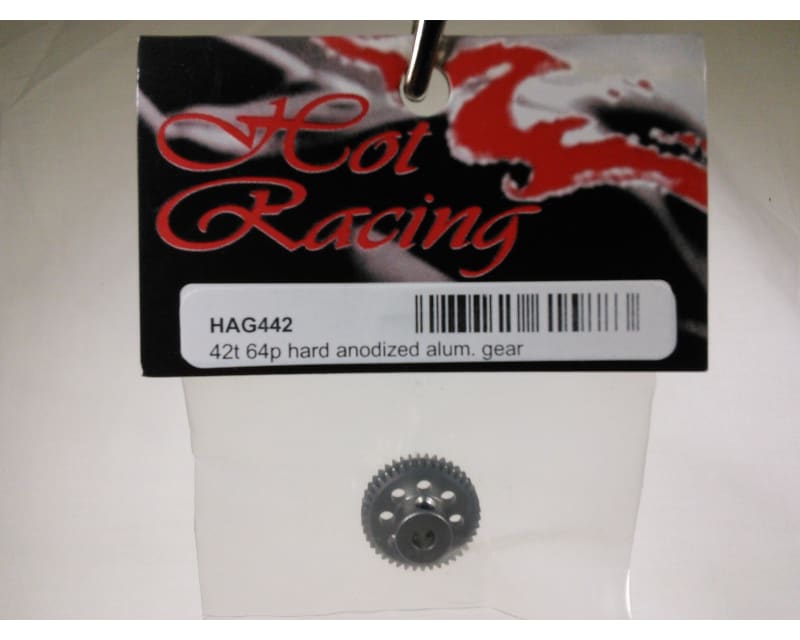 Hot
Racing
HAG442
42t 64p hard anodized alum. gear